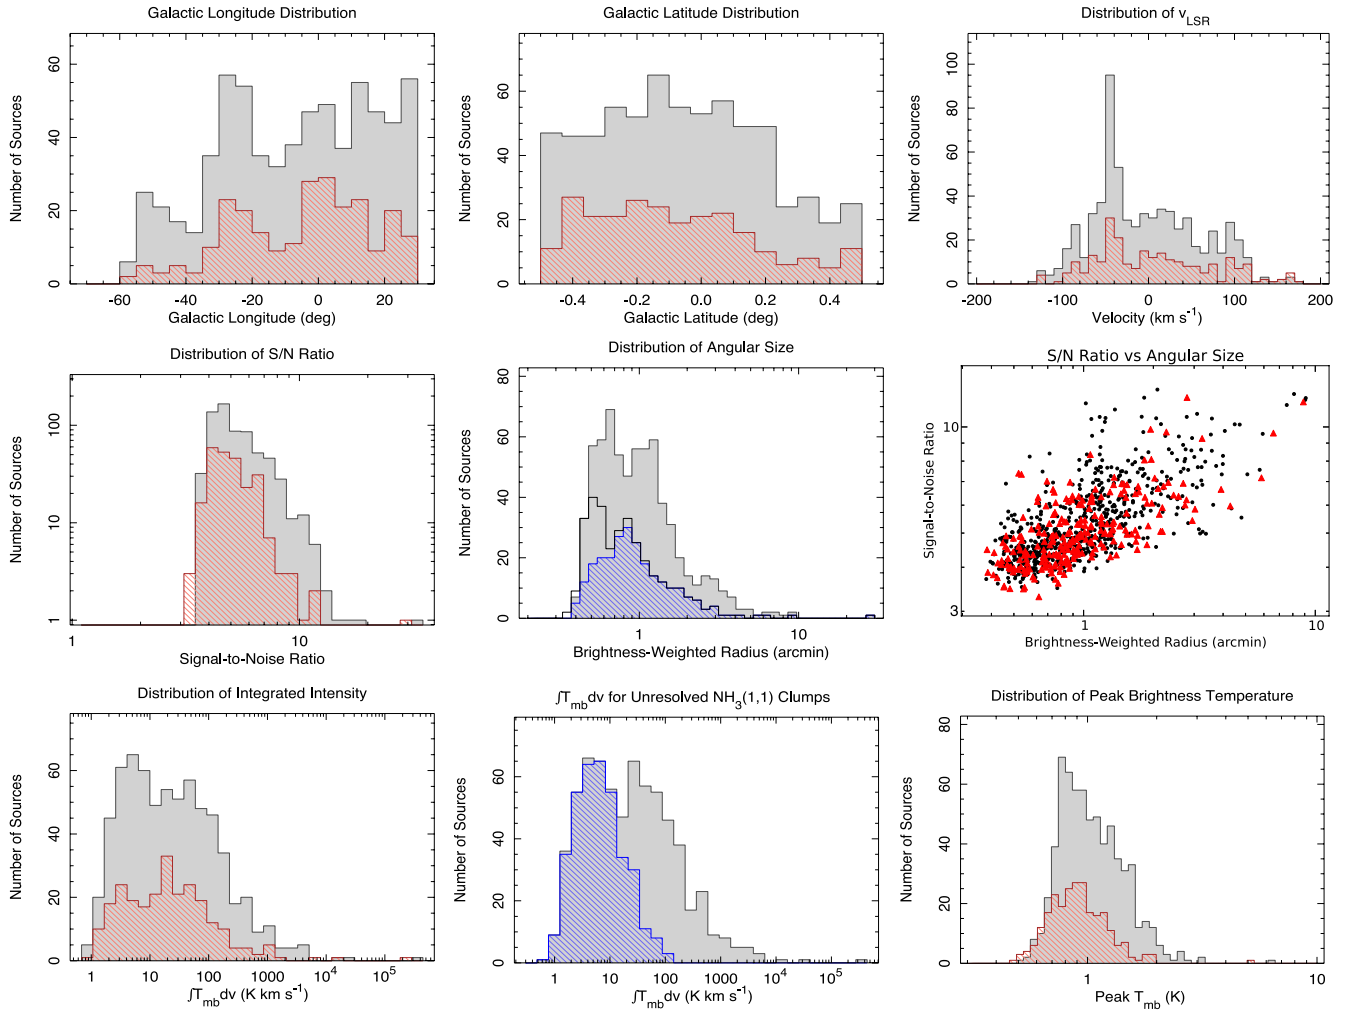 Galactic Longitude Distribution
Number of Sources
0 20 40 60
-60 -40 -20 0 20
Galactic Longitude (deg)
Galactic Latitude Distribution
Number of Sources
0 20 40 60
-0.4 -0.2 0.0 0.2 0.4
Galactic Latitude (deg)
Distribution of v_LSR
Number of Sources
0 20 40 60 80 100
-200 -100 0 100 200
Velocity (km s⁻¹)
Distribution of S/N Ratio
Number of Sources
1 10 100
1 10
Signal-to-Noise Ratio
Distribution of Angular Size
Number of Sources
0 20 40 60 80
1 10
Brightness-Weighted Radius (arcmin)
S/N Ratio vs Angular Size
Signal-to-Noise Ratio
3 10
1 10
Brightness-Weighted Radius (arcmin)
Distribution of Integrated Intensity
Number of Sources
0 20 40 60
1 10 100 1000 10⁴ 10⁵
∫T_mb dv (K km s⁻¹)
∫T_mb dv for Unresolved NH₃(1,1) Clumps
Number of Sources
0 20 40 60
1 10 100 1000 10⁴ 10⁵
∫T_mb dv (K km s⁻¹)
Distribution of Peak Brightness Temperature
Number of Sources
0 20 40 60 80
1 10
Peak T_mb (K)